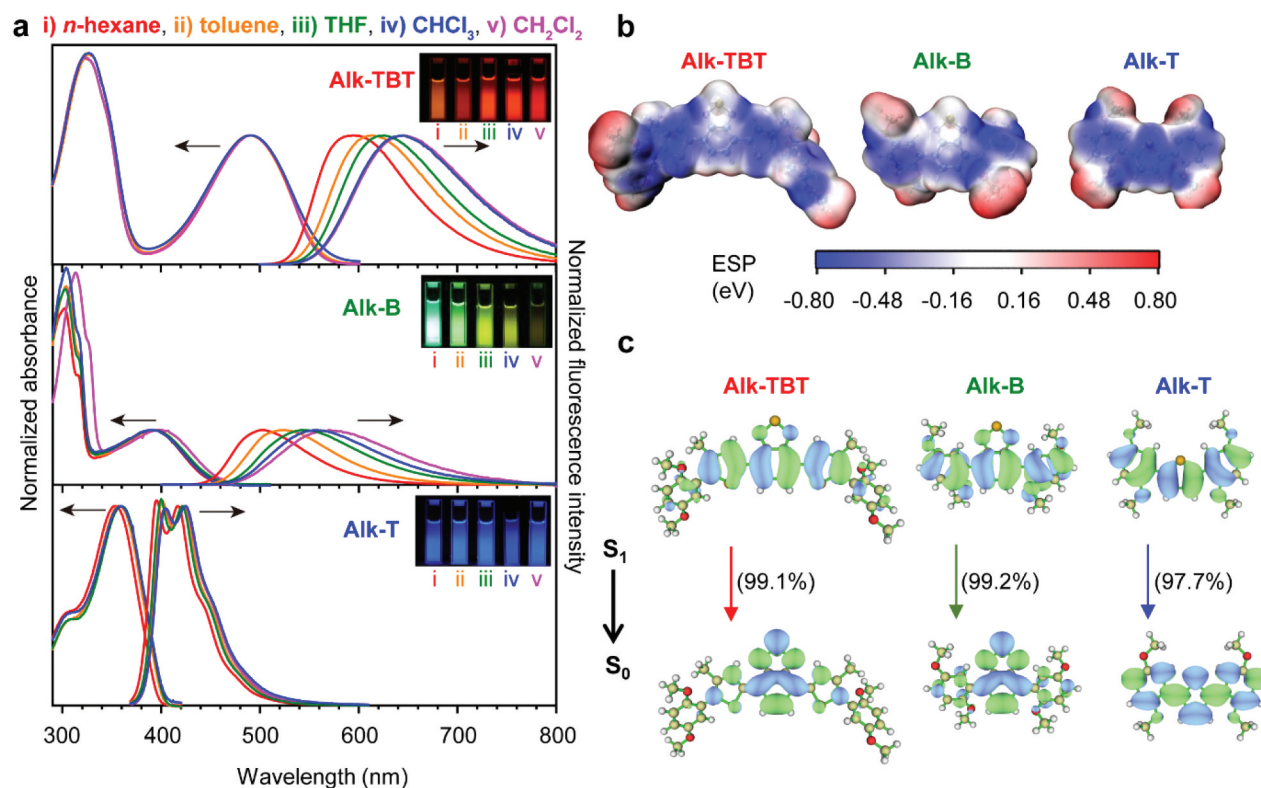 a i) n-hexane, ii) toluene, iii) THF, iv) CHCl3, v) CH2Cl2
Alk-TBT
i ii iii iv v
Alk-B
i ii iii iv v
Alk-T
i ii iii iv v
Normalized absorbance
Normalized fluorescence intensity
300 400 500 600 700 800
Wavelength (nm)
b
Alk-TBT Alk-B Alk-T
ESP
(eV)
-0.80 -0.48 -0.16 0.16 0.48 0.80
c
Alk-TBT Alk-B Alk-T
S1
(99.1%) (99.2%) (97.7%)
S0